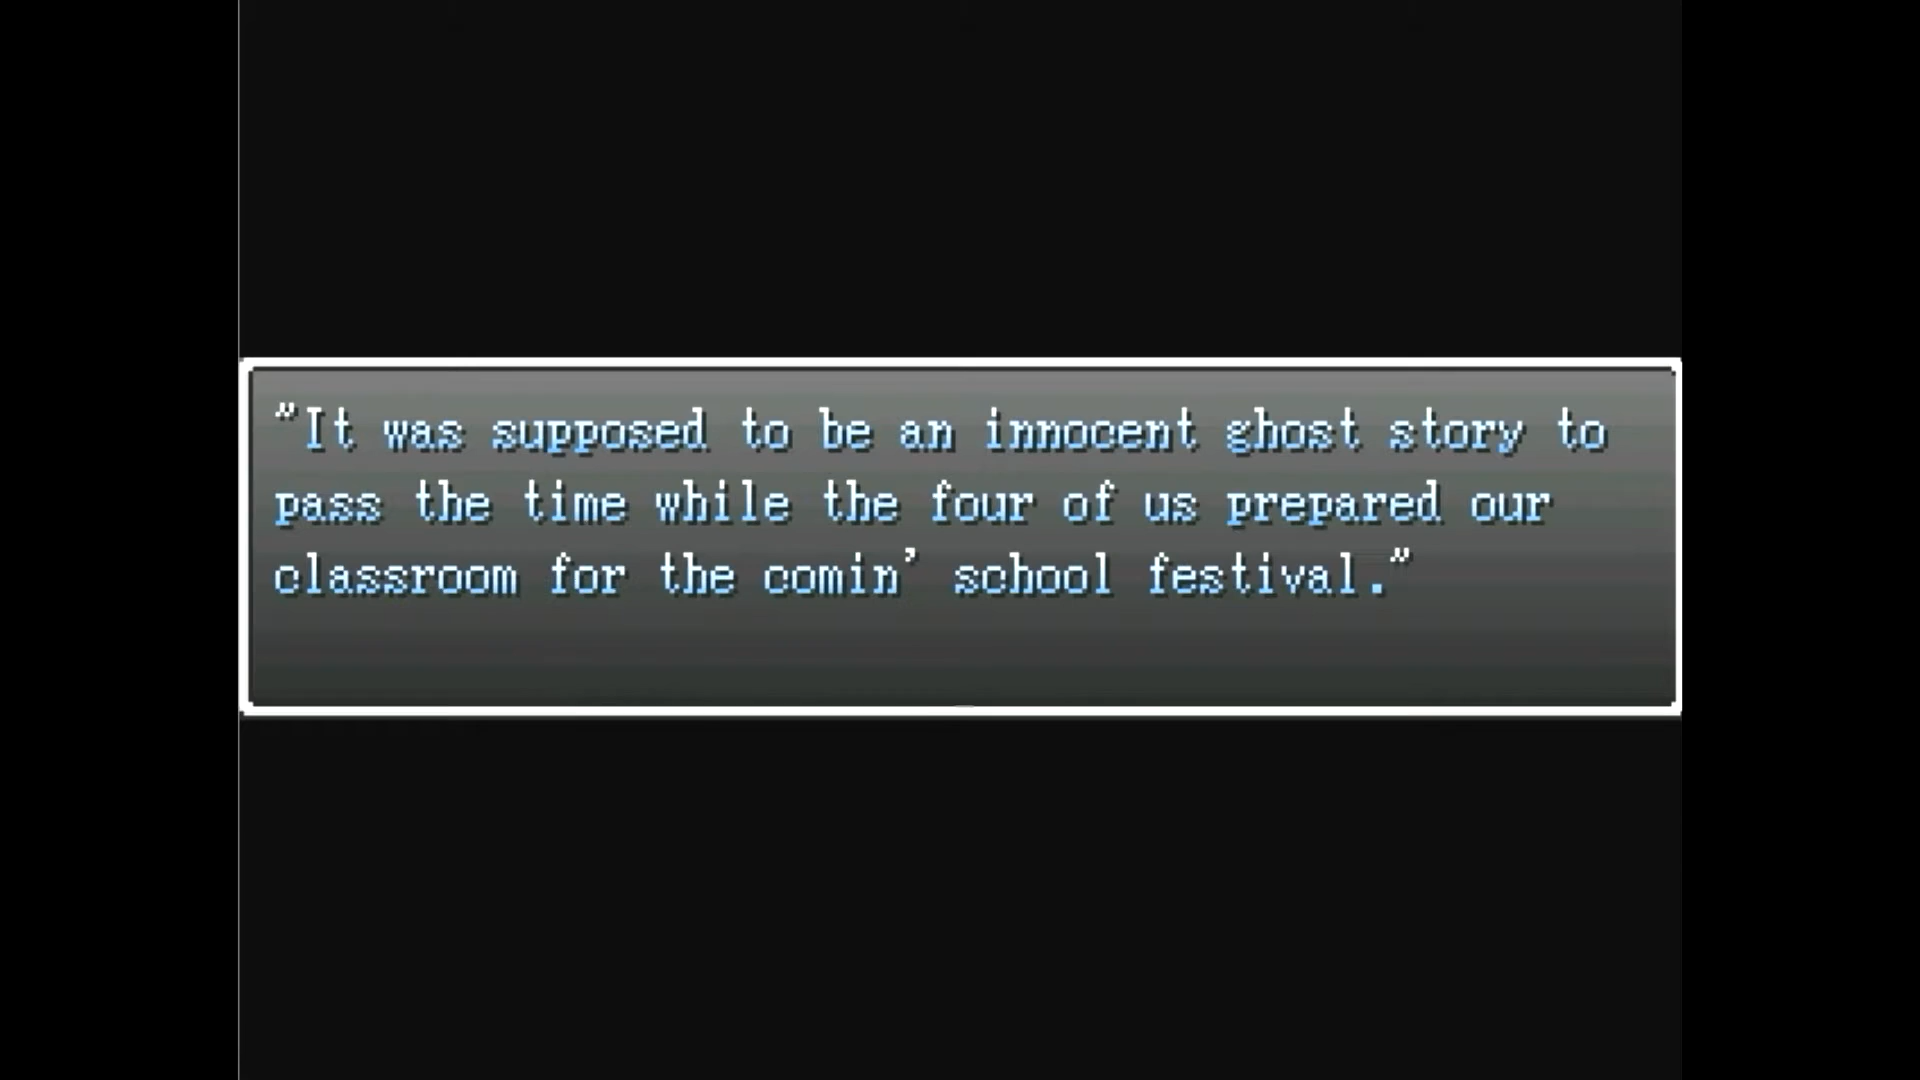 "It was supposed to be an innocent ghost story to
pass the time while the four of us prepared our
classroom for the comin' school festival."